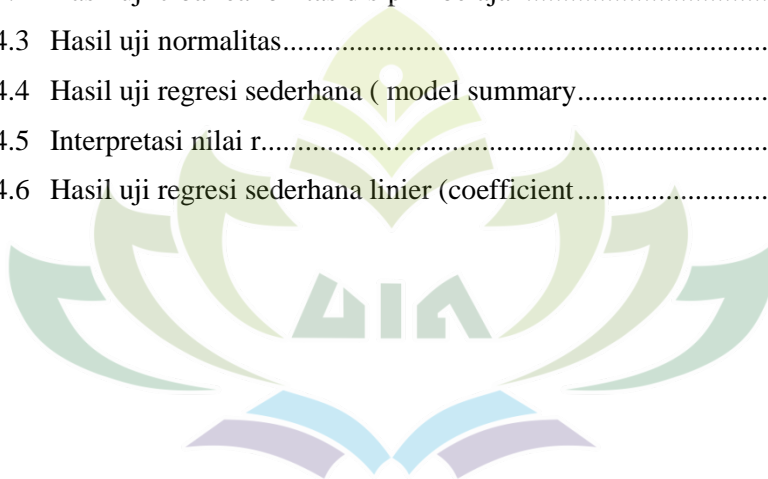 4.3 Hasil uji normalitas
4.4 Hasil uji regresi sederhana ( model summary
4.5 Interpretasi nilai r
4.6 Hasil uji regresi sederhana linier (coefficient
UIN